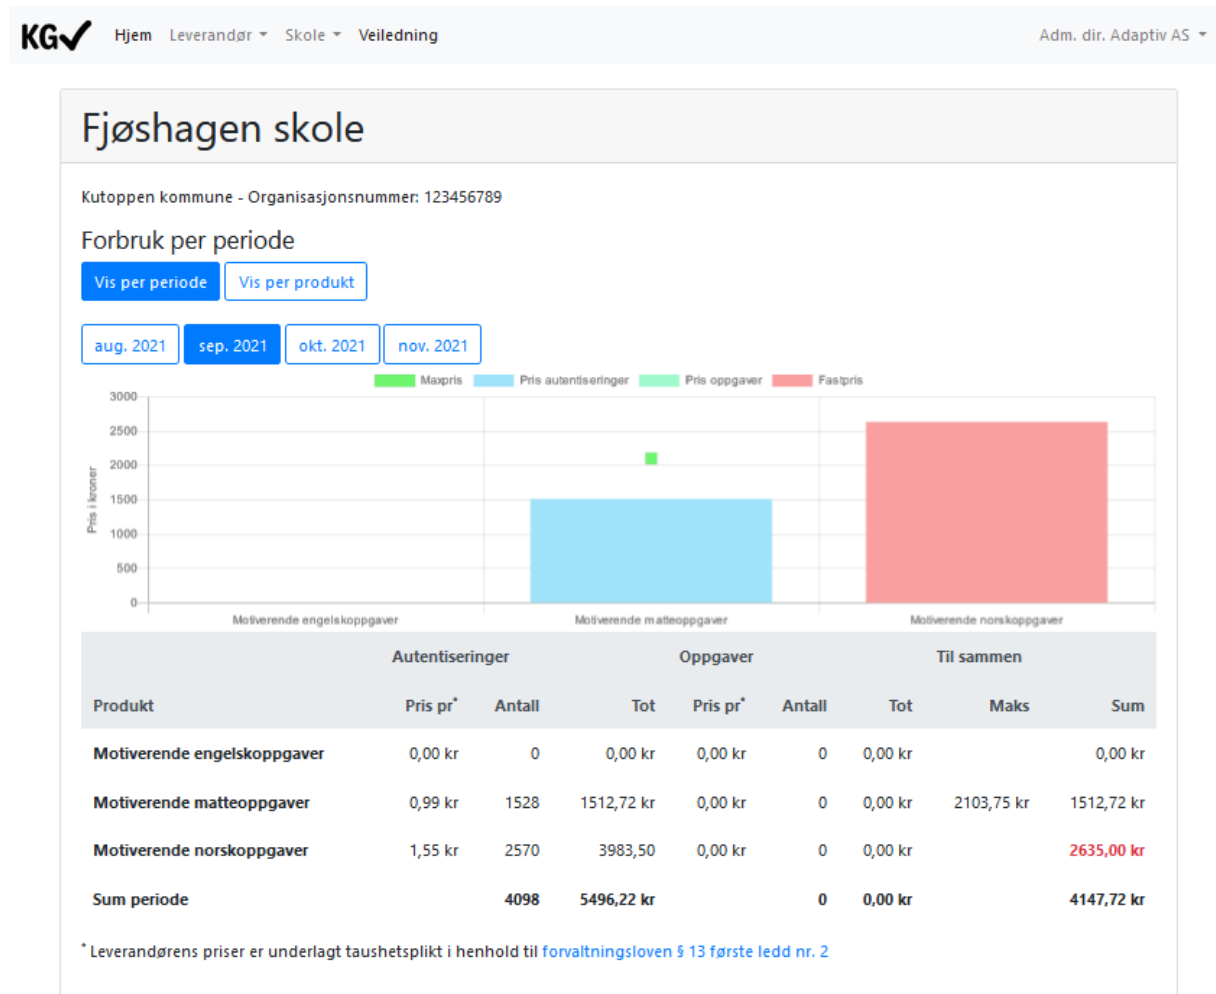 KG Hjem Leverandør Skole Veiledning Adm. dir. Adaptiv AS
Fjøshagen skole
Kutoppen kommune - Organisasjonsnummer: 123456789
Forbruk per periode
Vis per periode Vis per produkt
aug. 2021 sep. 2021 okt. 2021 nov. 2021
Maxpris Pris autentiseringer Pris oppgaver Fastpris
Pris i kroner
3000
2500
2000
1500
1000
500
0
Motiverende engelskoppgaver Motiverende matteoppgaver Motiverende norskoppgaver
Autentiseringer Oppgaver Til sammen
Produkt Pris pr* Antall Tot Pris pr* Antall Tot Maks Sum
Motiverende engelskoppgaver 0,00 kr 0 0,00 kr 0,00 kr 0 0,00 kr 0,00 kr
Motiverende matteoppgaver 0,99 kr 1528 1512,72 kr 0,00 kr 0 0,00 kr 2103,75 kr 1512,72 kr
Motiverende norskoppgaver 1,55 kr 2570 3983,50 0,00 kr 0 0,00 kr 2635,00 kr
Sum periode 4098 5496,22 kr 0 0,00 kr 4147,72 kr
* Leverandørens priser er underlagt taushetsplikt i henhold til forvaltningsloven § 13 første ledd nr. 2